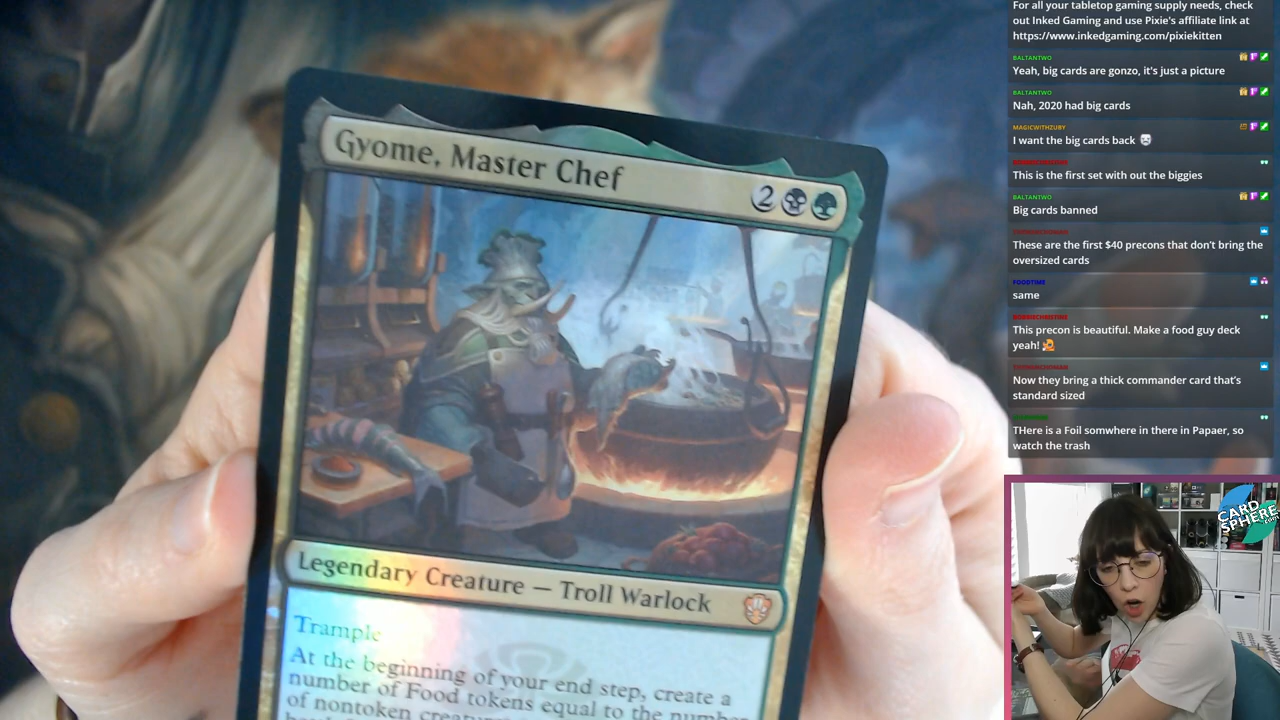 Gyome, Master Chef
2
Legendary Creature — Troll Warlock
Trample
At the beginning of your end step, create a
number of Food tokens equal to the number
of nontoken creatures
For all your tabletop gaming supply needs, check
out Inked Gaming and use Pixie's affiliate link at
https://www.inkedgaming.com/pixiekitten
BALTANTWO
Yeah, big cards are gonzo, it's just a picture
BALTANTWO
Nah, 2020 had big cards
MAGICWITHZURY
I want the big cards back
This is the first set with out the biggies
BALTANTWO
Big cards banned
These are the first $40 precons that don't bring the
oversized cards
FOODTIME
same
This precon is beautiful. Make a food guy deck
yeah!
Now they bring a thick commander card that's
standard sized
THere is a Foil somwhere in there in Papaer, so
watch the trash
CARD
SPHERE
.com